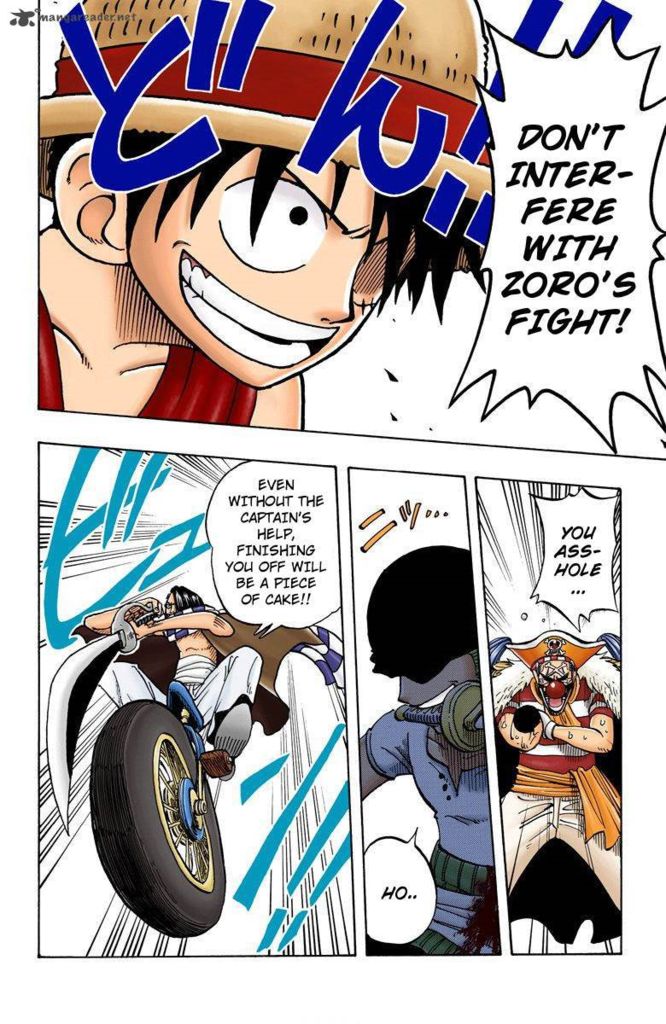 mangareader.net
どん!!
DON'T
INTER-
FERE
WITH
ZORO'S
FIGHT!
YOU
ASS-
HOLE
...
ニッ…
HO..
EVEN
WITHOUT THE
CAPTAIN'S
HELP,
FINISHING
YOU OFF WILL
BE A PIECE
OF CAKE!!